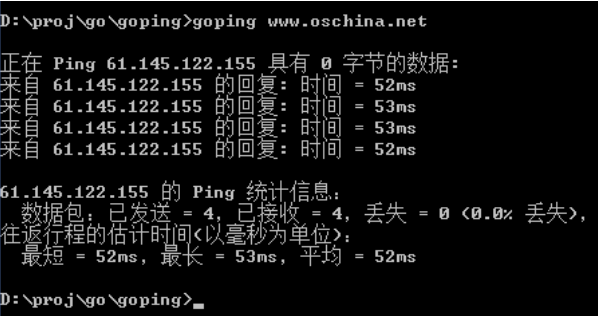 D:\proj\go\goping>goping www.oschina.net
正在 Ping 61.145.122.155 具有 0 字节的数据:
来自 61.145.122.155 的回复: 时间 = 52ms
来自 61.145.122.155 的回复: 时间 = 53ms
来自 61.145.122.155 的回复: 时间 = 53ms
来自 61.145.122.155 的回复: 时间 = 52ms
61.145.122.155 的 Ping 统计信息:
数据包: 已发送 = 4, 已接收 = 4, 丢失 = 0 (0.0% 丢失),
往返行程的估计时间(以毫秒为单位):
最短 = 52ms, 最长 = 53ms, 平均 = 52ms
D:\proj\go\goping>_